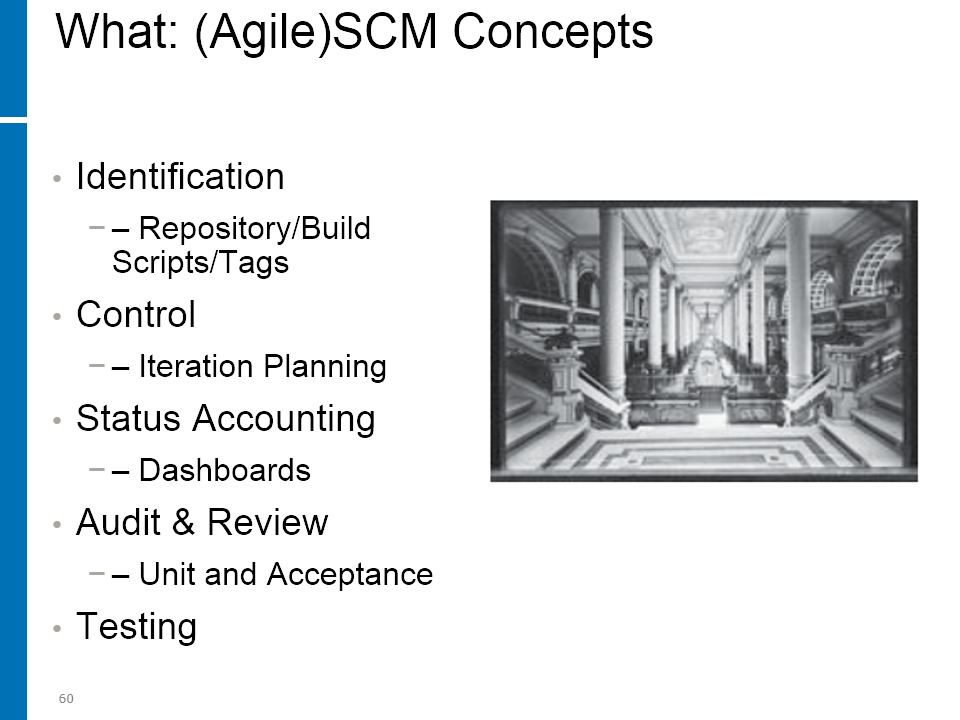 What: (Agile)SCM Concepts
• Identification
− – Repository/Build
Scripts/Tags
• Control
− – Iteration Planning
• Status Accounting
− – Dashboards
• Audit & Review
− – Unit and Acceptance
• Testing
60